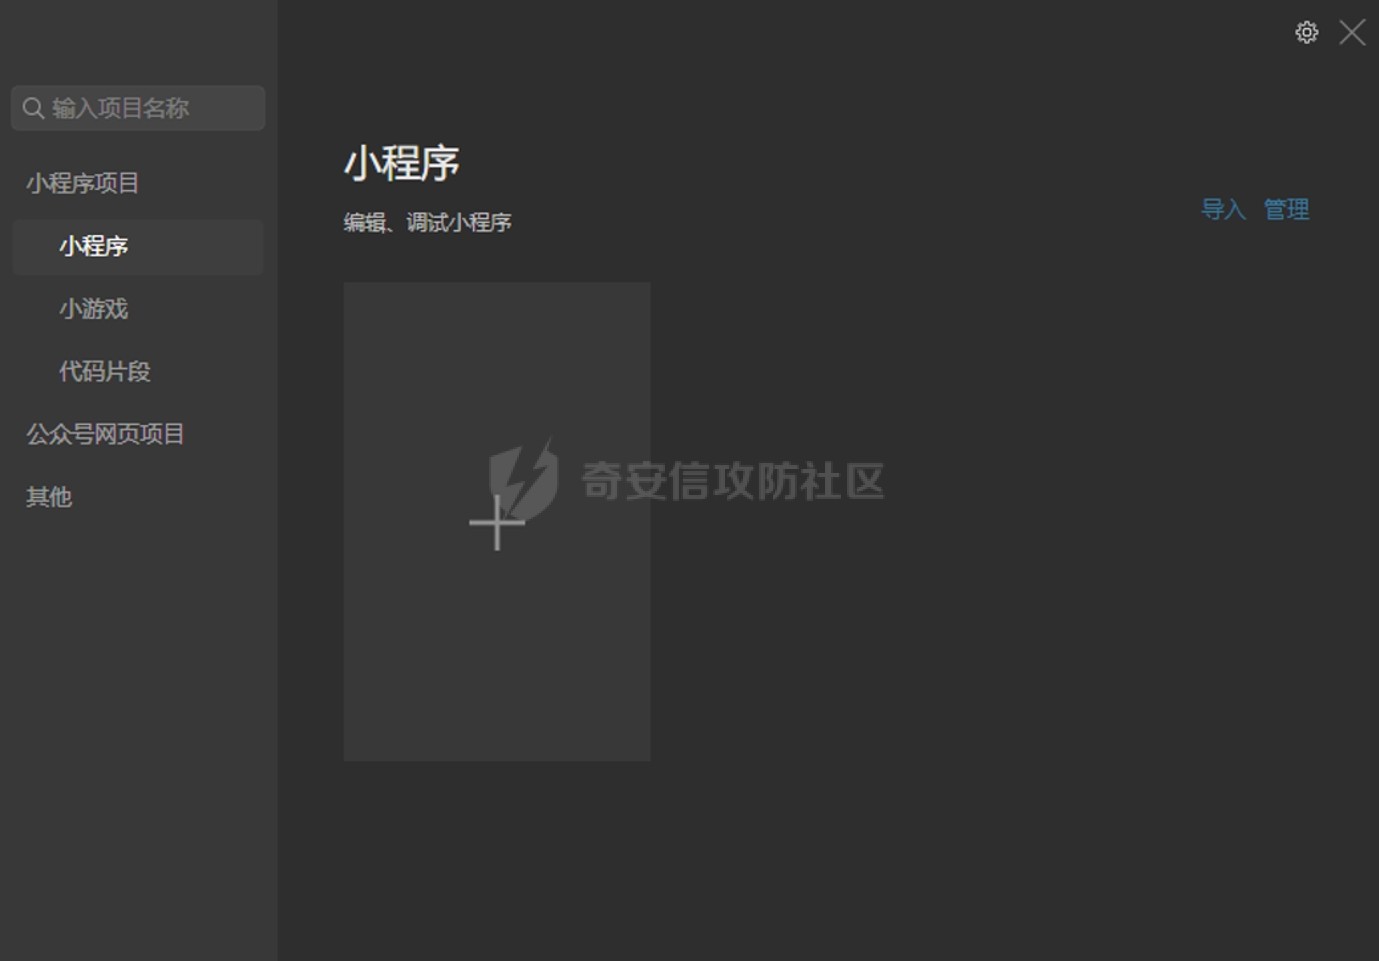 输入项目名称
小程序项目
小程序
小游戏
代码片段
公众号网页项目
其他
小程序
编辑、调试小程序
导入 管理
奇安信攻防社区